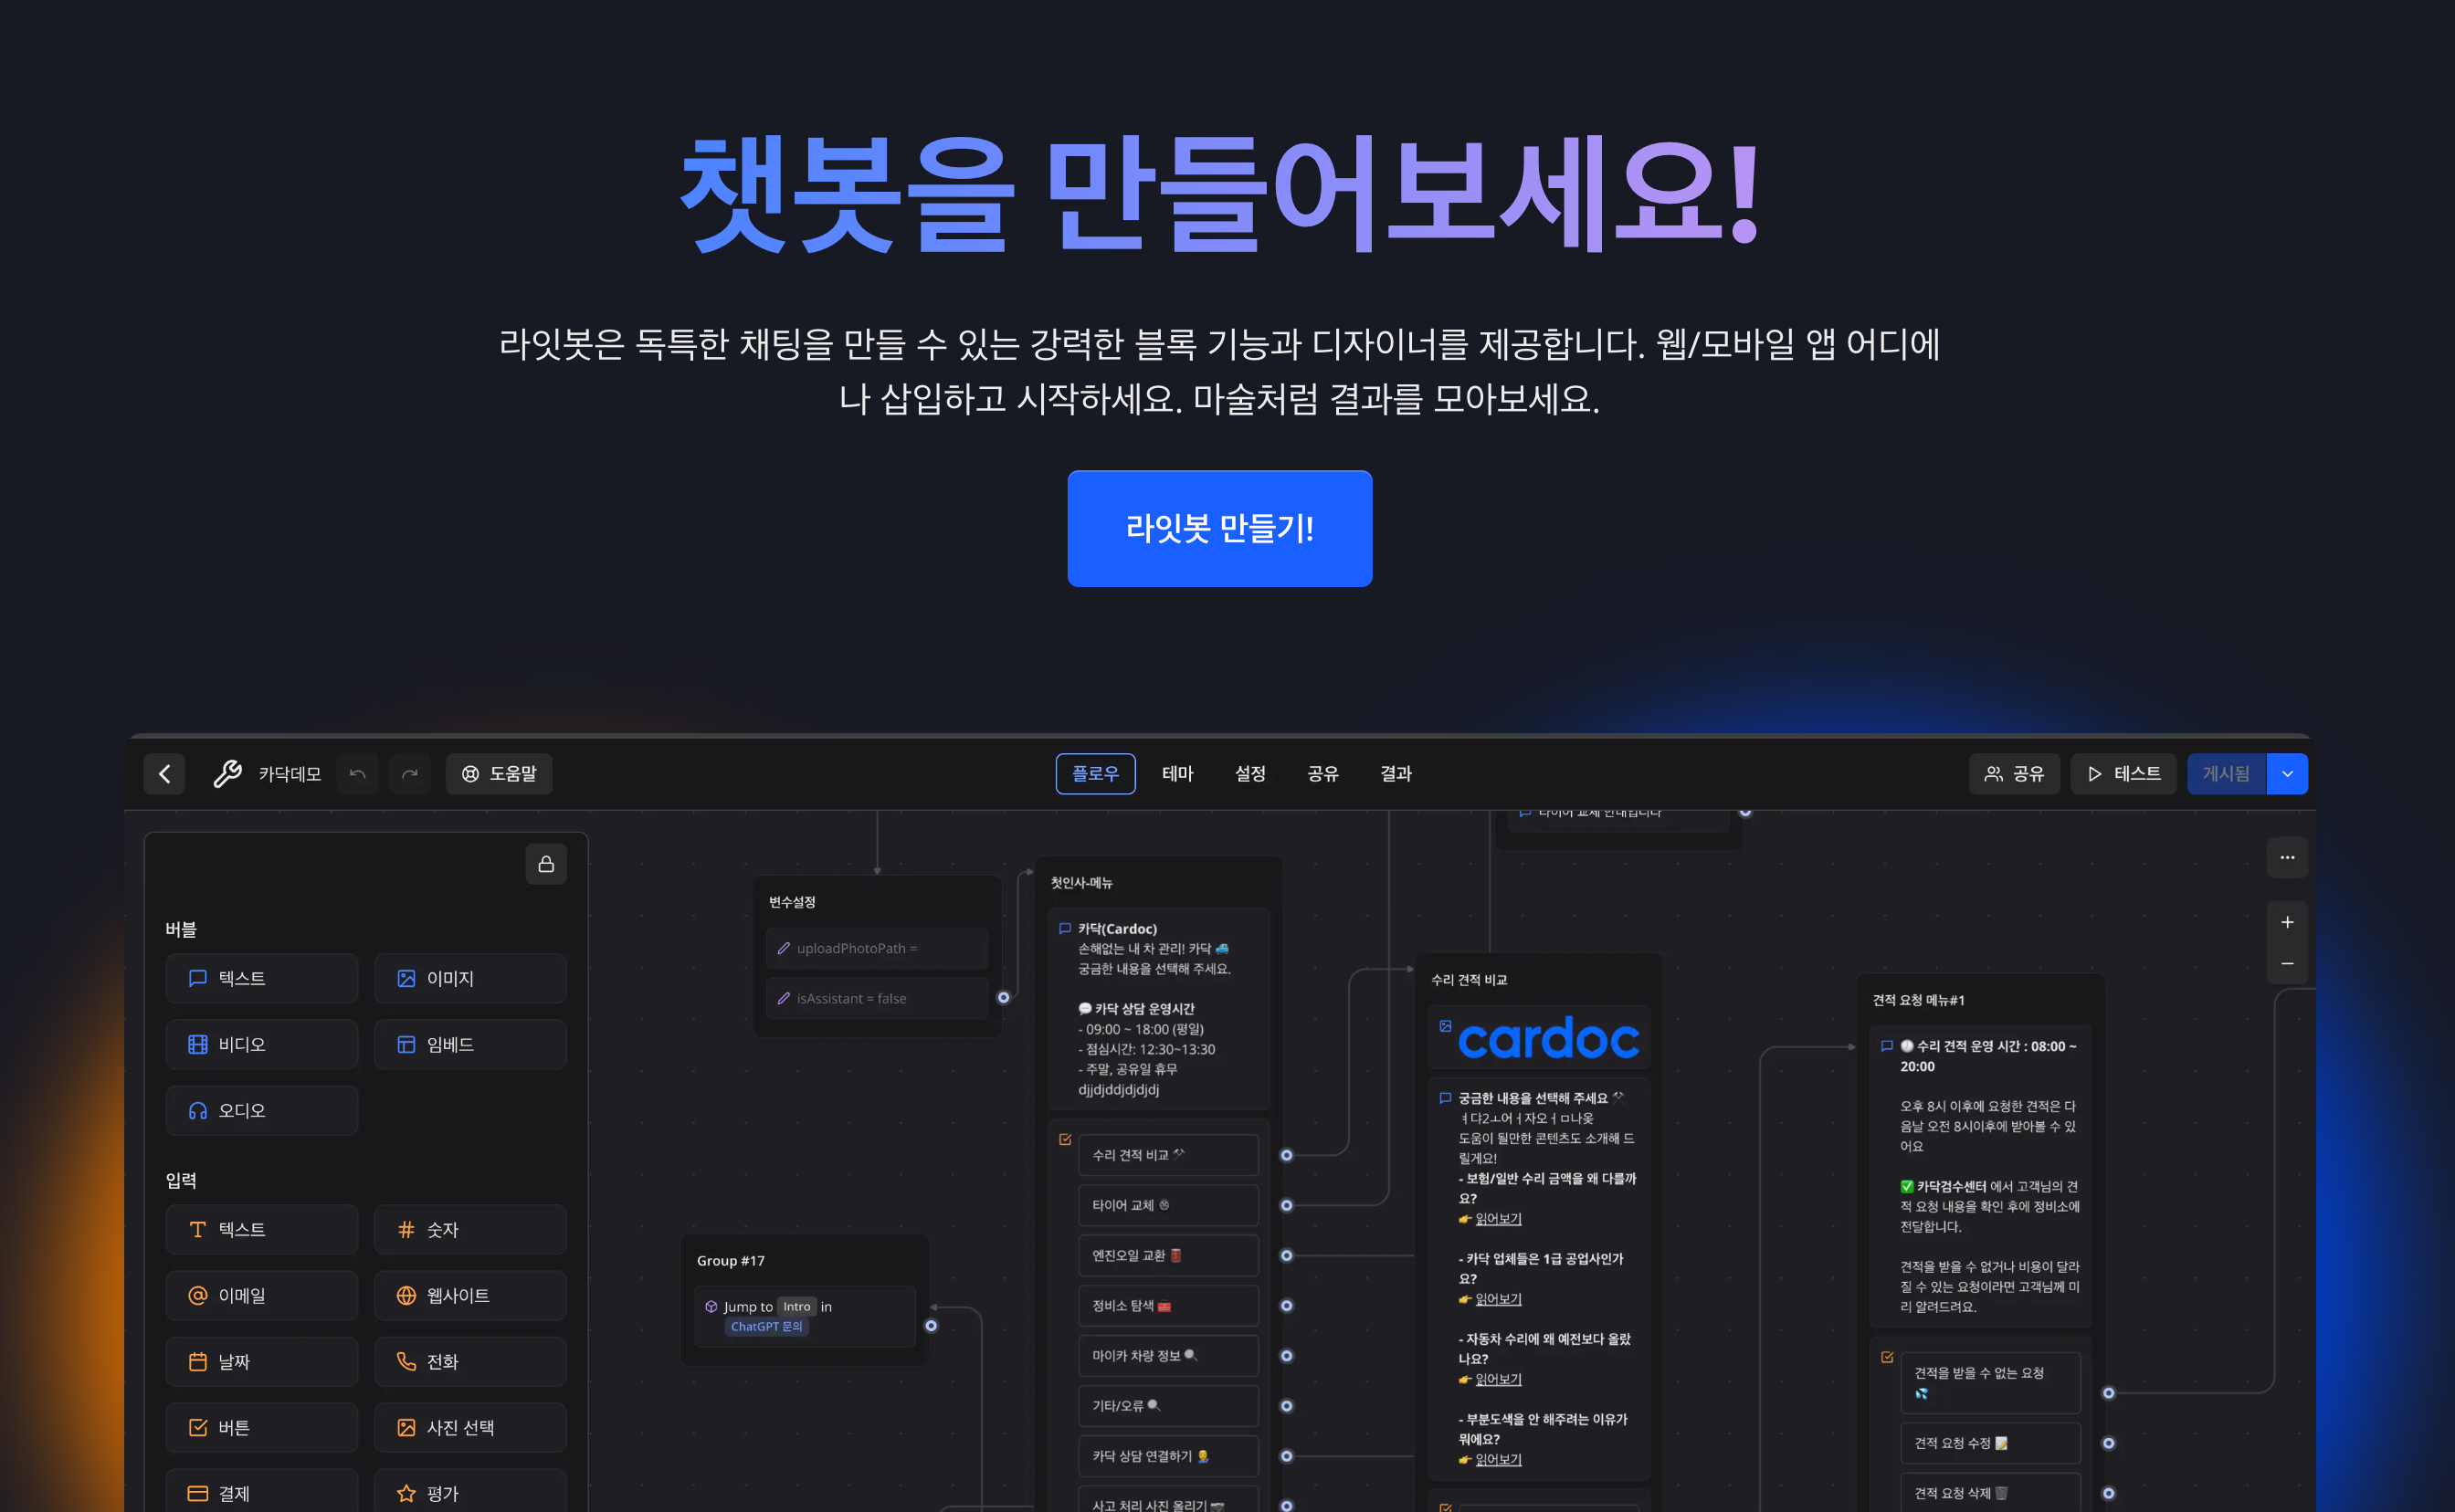 챗봇을 만들어보세요!
라잇봇은 독특한 채팅을 만들 수 있는 강력한 블록 기능과 디자이너를 제공합니다. 웹/모바일 앱 어디에
나 삽입하고 시작하세요. 마술처럼 결과를 모아보세요.
라잇봇 만들기!
카닥데모
도움말
플로우
테마
설정
공유
결과
공유
테스트
게시됨
버블
텍스트
이미지
비디오
임베드
오디오
입력
텍스트
숫자
이메일
웹사이트
날짜
전화
버튼
사진 선택
결제
평가
변수설정
uploadPhotoPath =
isAssistant = false
Group #17
Jump to Intro in
ChatGPT 문의
첫인사-메뉴
카닥(Cardoc)
손해없는 내 차 관리! 카닥 🚙
궁금한 내용을 선택해 주세요.
💬 카닥 상담 운영시간
- 09:00 ~ 18:00 (평일)
- 점심시간: 12:30~13:30
- 주말, 공유일 휴무
djjdjddjdjdjdj
수리 견적 비교
타이어 교체
엔진오일 교환 🛢
정비소 탐색 🧰
마이카 차량 정보 🔍
기타/오류 🔍
카닥 상담 연결하기
사고 처리 사진 올리기 📷
타이어 교체 안내입니다
수리 견적 비교
cardoc
궁금한 내용을 선택해 주세요
도움이 될만한 콘텐츠도 소개해 드
릴게요!
- 보험/일반 수리 금액을 왜 다를까
요?
👉 읽어보기
- 카닥 업체들은 1급 공업사인가
요?
👉 읽어보기
- 자동차 수리에 왜 예전보다 올랐
나요?
👉 읽어보기
- 부분도색을 안 해주려는 이유가
뭐에요?
👉 읽어보기
견적 요청 메뉴#1
수리 견적 운영 시간 : 08:00 ~
20:00
오후 8시 이후에 요청한 견적은 다
음날 오전 8시이후에 받아볼 수 있
어요
✅ 카닥검수센터 에서 고객님의 견
적 요청 내용을 확인 후에 정비소에
전달합니다.
견적을 받을 수 없거나 비용이 달라
질 수 있는 요청이라면 고객님께 미
리 알려드려요.
견적을 받을 수 없는 요청
💦
견적 요청 수정 📝
견적 요청 삭제 🗑